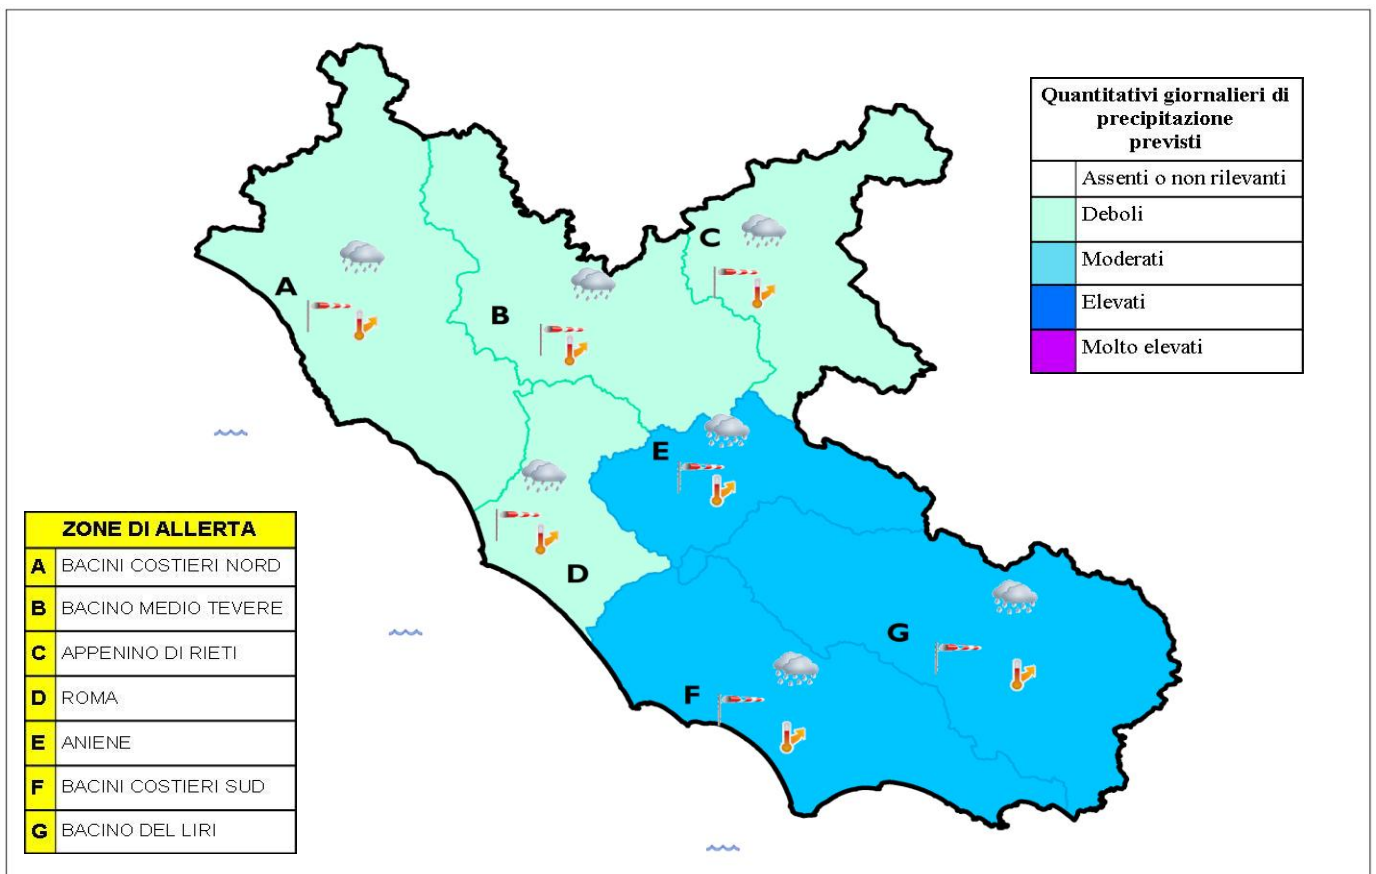 Quantitativi giornalieri di
precipitazione
previsti
Assenti o non rilevanti
Deboli
Moderati
Elevati
Molto elevati
A
B
C
D
E
F
G
ZONE DI ALLERTA
A BACINI COSTIERI NORD
B BACINO MEDIO TEVERE
C APPENINO DI RIETI
D ROMA
E ANIENE
F BACINI COSTIERI SUD
G BACINO DEL LIRI